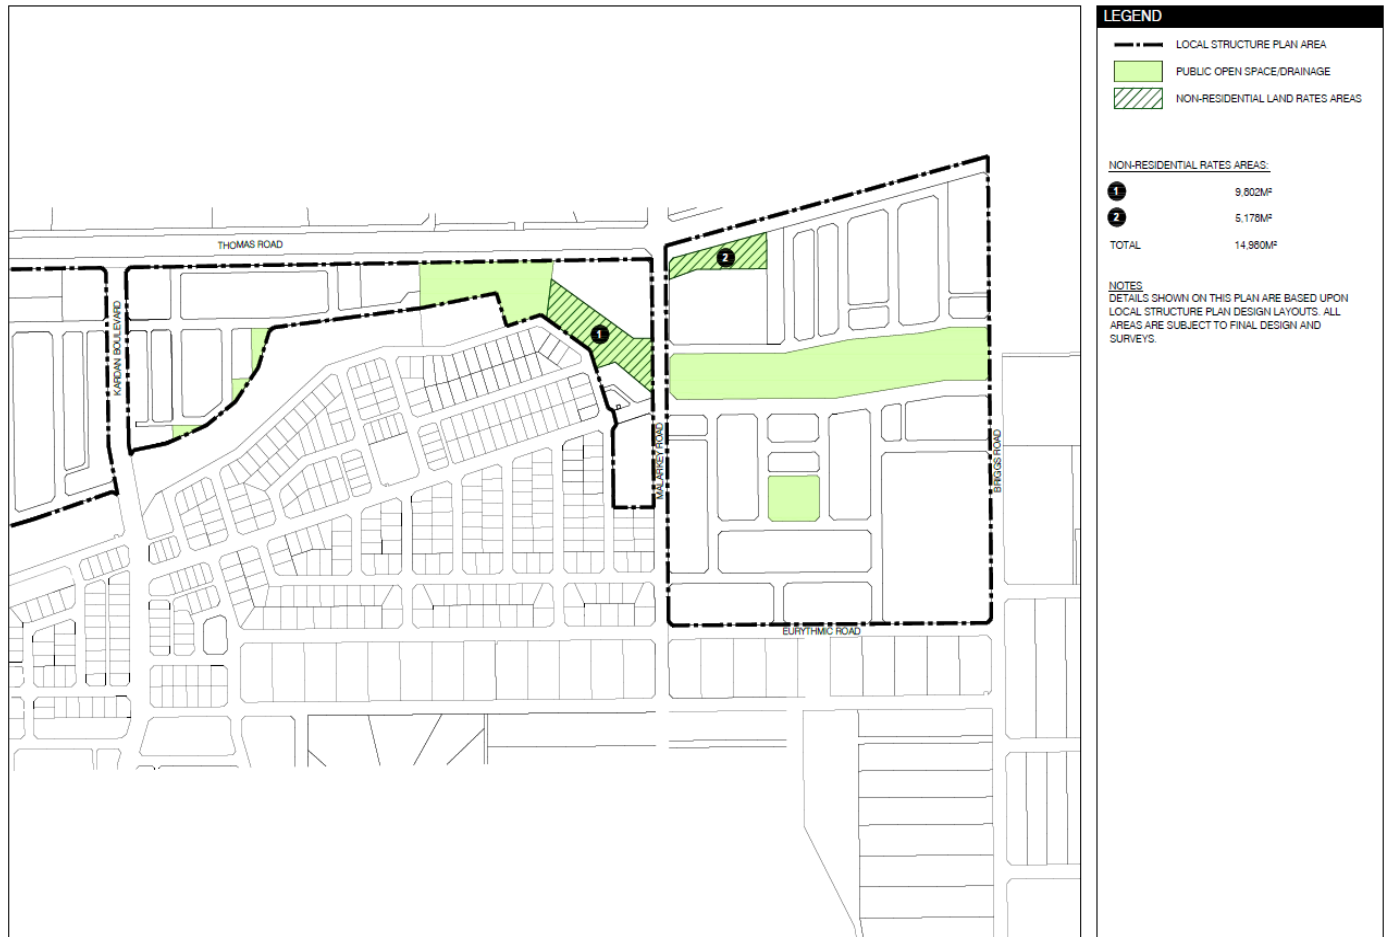 LEGEND
LOCAL STRUCTURE PLAN AREA
PUBLIC OPEN SPACE/DRAINAGE
NON-RESIDENTIAL LAND RATES AREAS
NON-RESIDENTIAL RATES AREAS:
1 9,802M²
2 5,178M²
TOTAL 14,980M²
NOTES
DETAILS SHOWN ON THIS PLAN ARE BASED UPON
LOCAL STRUCTURE PLAN DESIGN LAYOUTS. ALL
AREAS ARE SUBJECT TO FINAL DESIGN AND
SURVEYS.
THOMAS ROAD
KARDAN BOULEVARD
1
2
MALARKEY ROAD
BRIGGS ROAD
EURYTHMIC ROAD